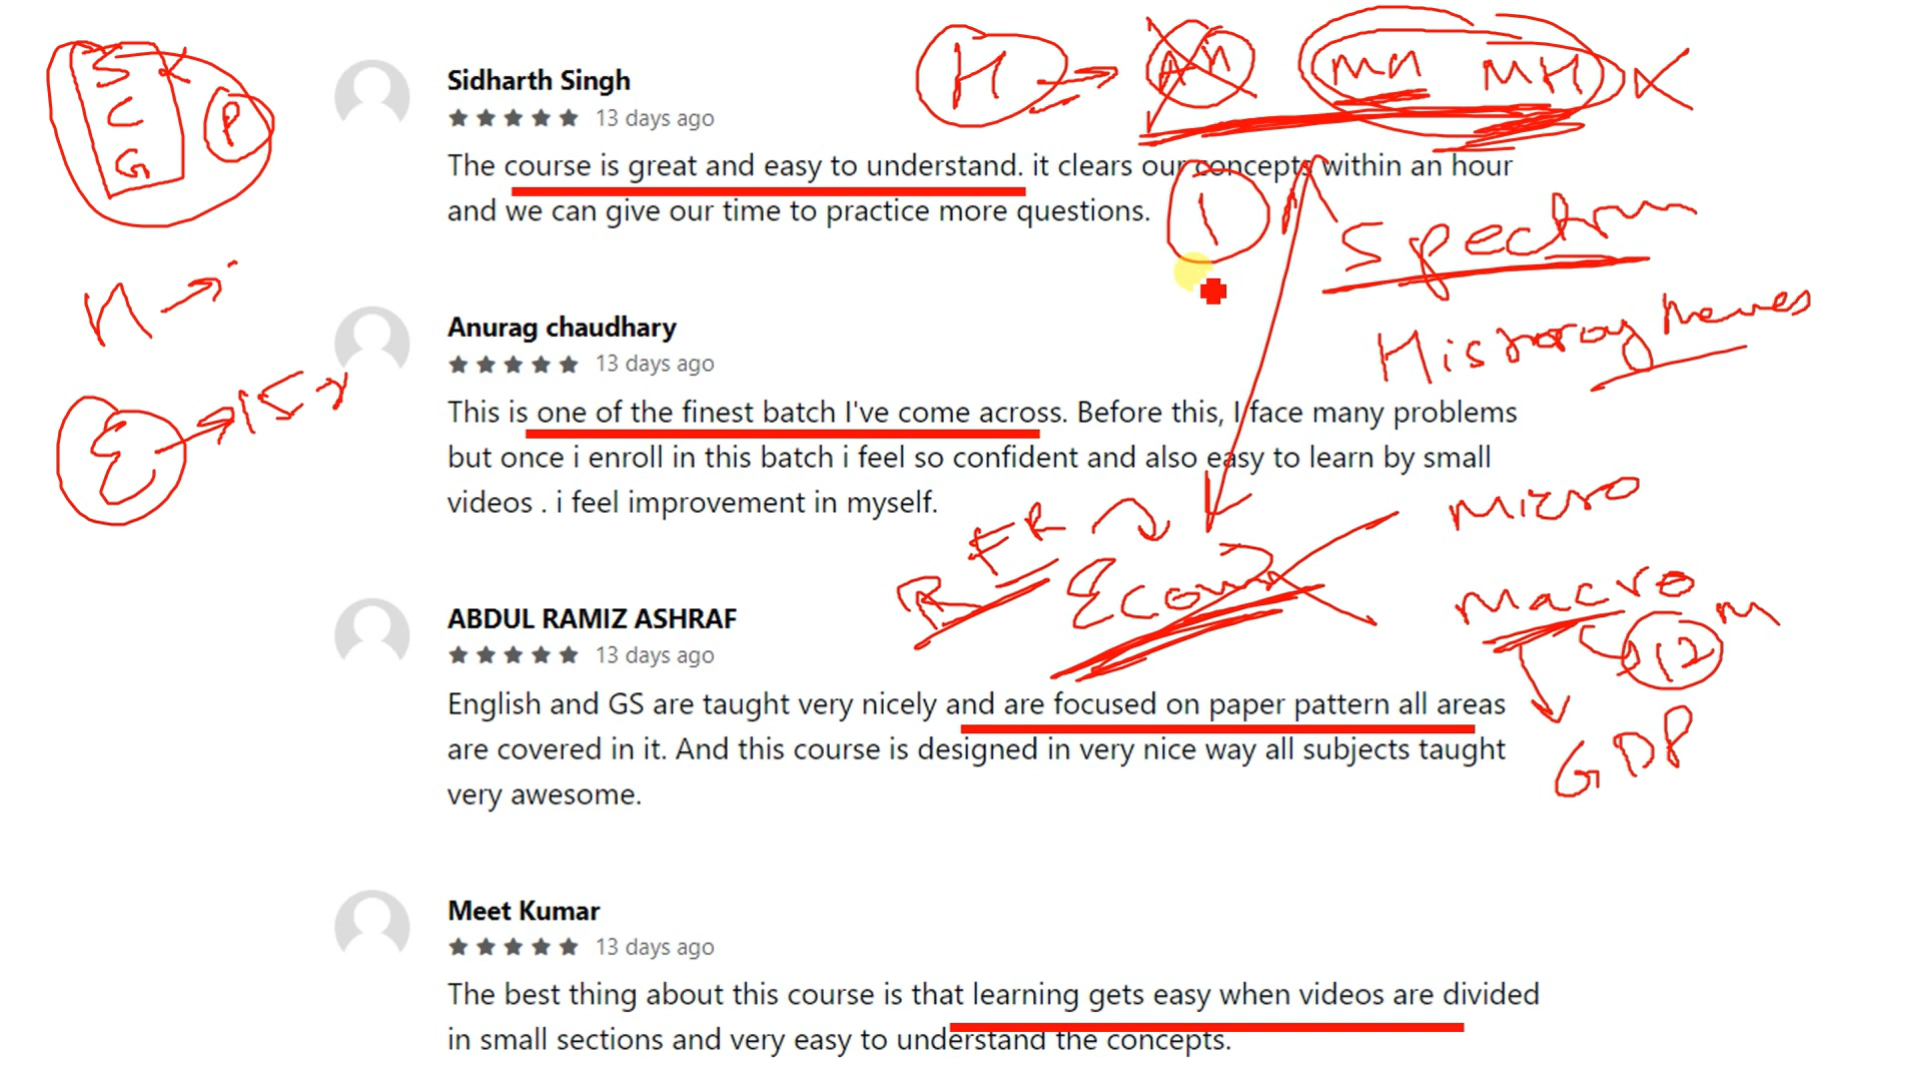 H → An MH MH X
S
C
G
P
Sidharth Singh
13 days ago
The course is great and easy to understand. it clears our concepts within an hour
and we can give our time to practice more questions.
1
Spectrum
N →
Anurag chaudhary
13 days ago
This is one of the finest batch I've come across. Before this, I face many problems
but once i enroll in this batch i feel so confident and also easy to learn by small
videos . i feel improvement in myself.
E → 15
Micro
Econ
Macro
12 M
GDP
ABDUL RAMIZ ASHRAF
13 days ago
English and GS are taught very nicely and are focused on paper pattern all areas
are covered in it. And this course is designed in very nice way all subjects taught
very awesome.
Meet Kumar
13 days ago
The best thing about this course is that learning gets easy when videos are divided
in small sections and very easy to understand the concepts.